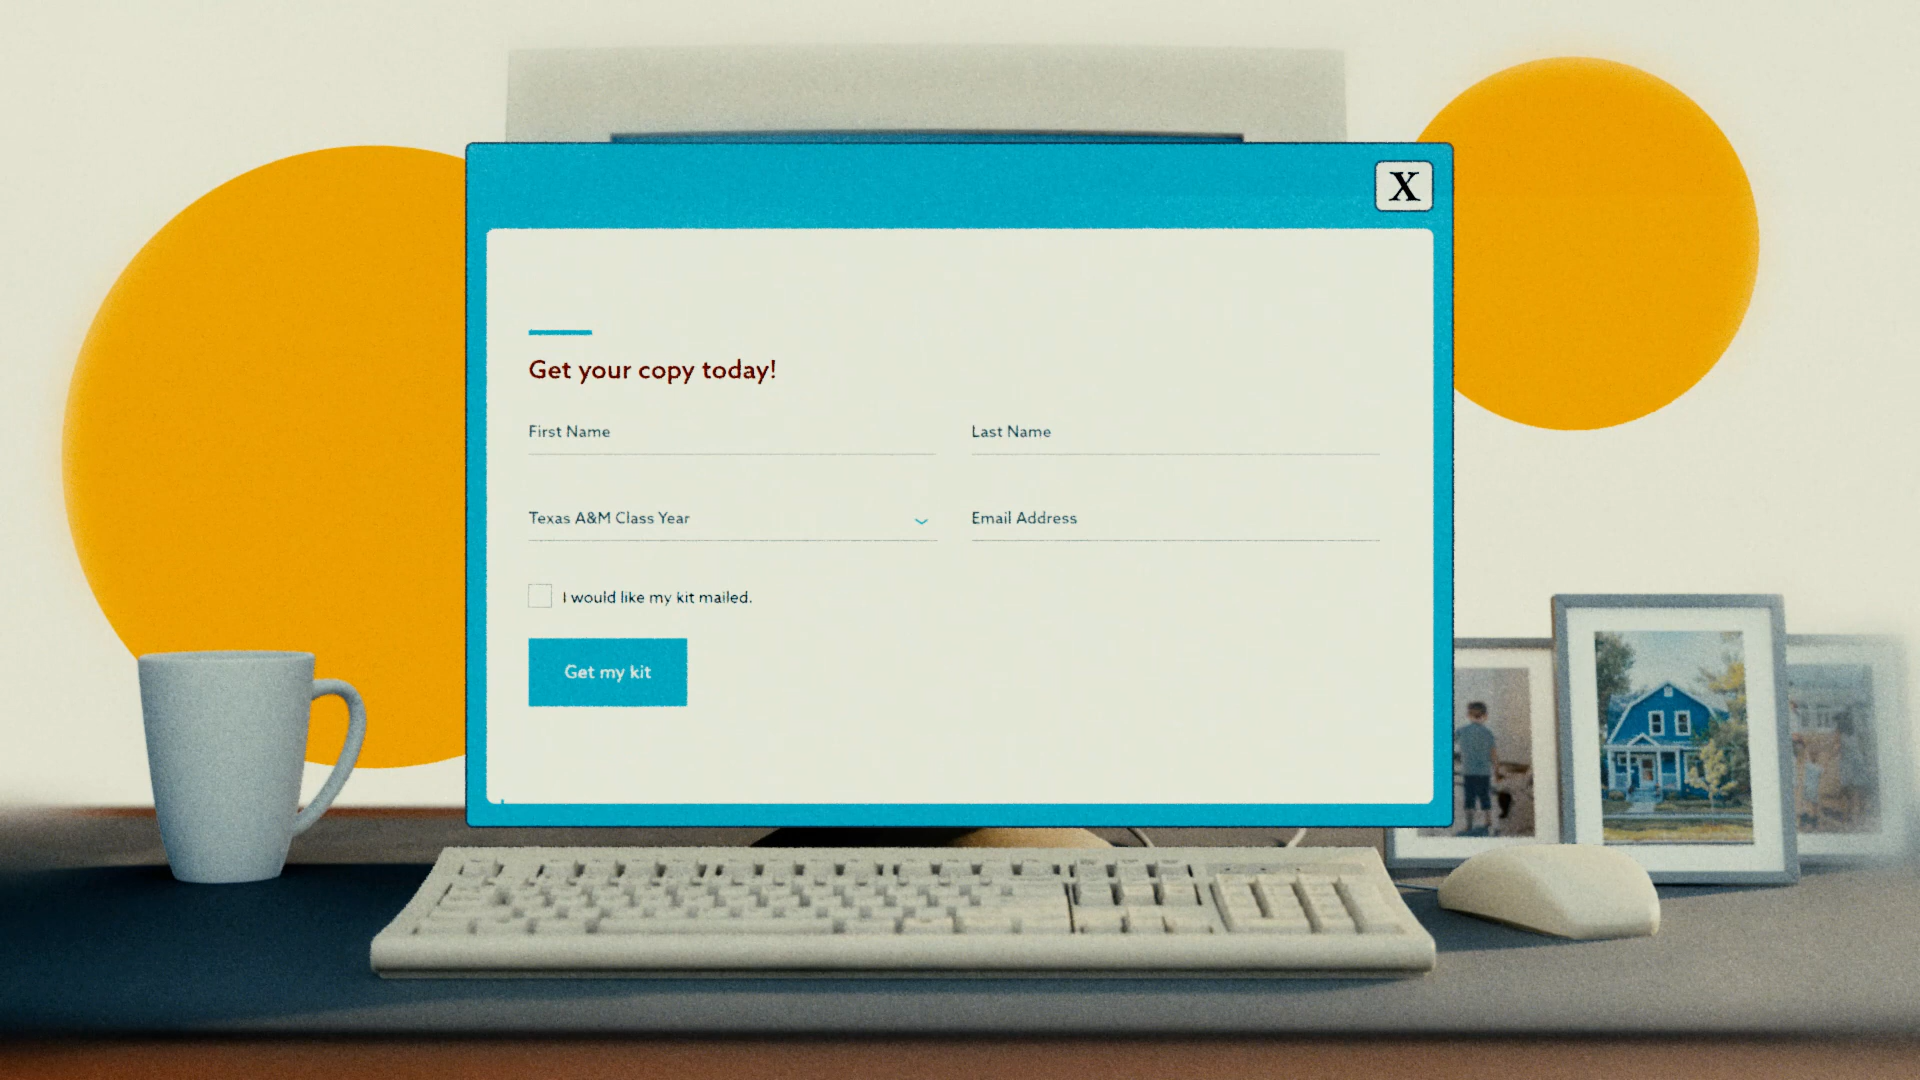 X
Get your copy today!
First Name
Last Name
Texas A&M Class Year
Email Address
I would like my kit mailed.
Get my kit